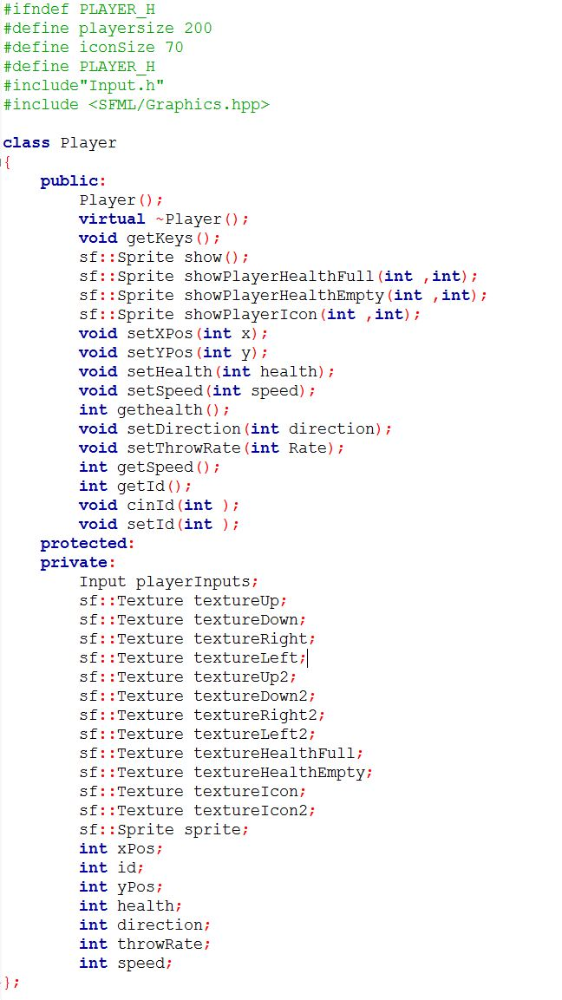 #ifndef PLAYER_H
#define playersize 200
#define iconSize 70
#define PLAYER_H
#include"Input.h"
#include <SFML/Graphics.hpp>

class Player
{
    public:
        Player();
        virtual ~Player();
        void getKeys();
        sf::Sprite show();
        sf::Sprite showPlayerHealthFull(int ,int);
        sf::Sprite showPlayerHealthEmpty(int ,int);
        sf::Sprite showPlayerIcon(int ,int);
        void setXPos(int x);
        void setYPos(int y);
        void setHealth(int health);
        void setSpeed(int speed);
        int gethealth();
        void setDirection(int direction);
        void setThrowRate(int Rate);
        int getSpeed();
        int getId();
        void cinId(int );
        void setId(int );
    protected:
    private:
        Input playerInputs;
        sf::Texture textureUp;
        sf::Texture textureDown;
        sf::Texture textureRight;
        sf::Texture textureLeft;
        sf::Texture textureUp2;
        sf::Texture textureDown2;
        sf::Texture textureRight2;
        sf::Texture textureLeft2;
        sf::Texture textureHealthFull;
        sf::Texture textureHealthEmpty;
        sf::Texture textureIcon;
        sf::Texture textureIcon2;
        sf::Sprite sprite;
        int xPos;
        int id;
        int yPos;
        int health;
        int direction;
        int throwRate;
        int speed;
};